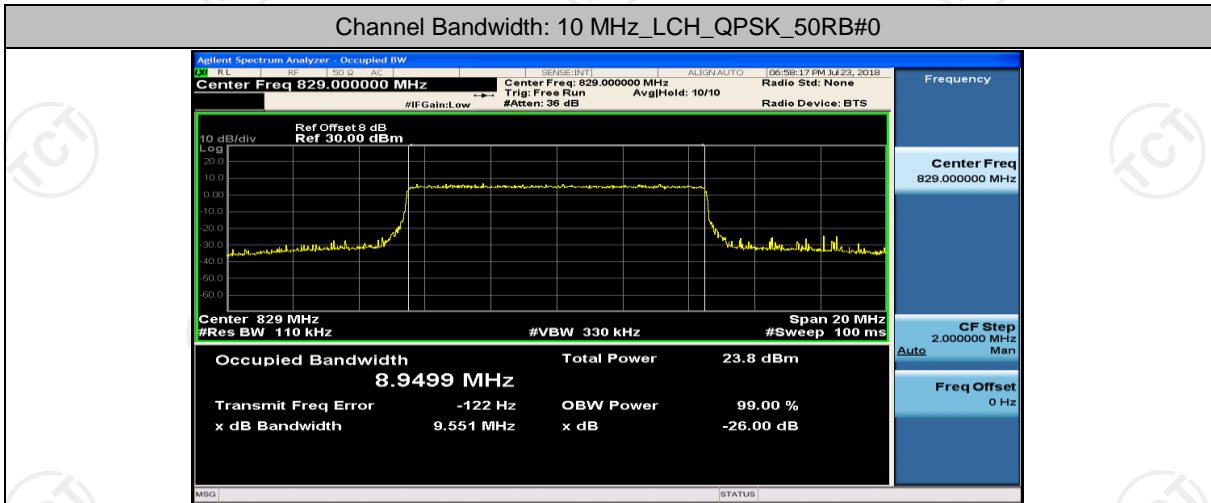 Channel Bandwidth: 10 MHz_LCH_QPSK_50RB#0
Agilent Spectrum Analyzer - Occupied BW
LXI RL RF 50 Ω AC SENSE:INT ALIGN AUTO 06:58:17 PM Jul 23, 2018
Center Freq 829.000000 MHz Center Freq: 829.000000 MHz Radio Std: None
Trig: Free Run Avg|Hold: 10/10
#IFGain:Low #Atten: 36 dB Radio Device: BTS
Frequency
Ref Offset 8 dB
10 dB/div Ref 30.00 dBm
Log
20.0
10.0
0.00
-10.0
-20.0
-30.0
-40.0
-50.0
-60.0
Center Freq
829.000000 MHz
Center 829 MHz Span 20 MHz
#Res BW 110 kHz #VBW 330 kHz #Sweep 100 ms
CF Step
2.000000 MHz
Auto Man
Occupied Bandwidth Total Power 23.8 dBm
8.9499 MHz
Transmit Freq Error -122 Hz OBW Power 99.00 %
x dB Bandwidth 9.551 MHz x dB -26.00 dB
Freq Offset
0 Hz
MSG STATUS
TCT
TCT